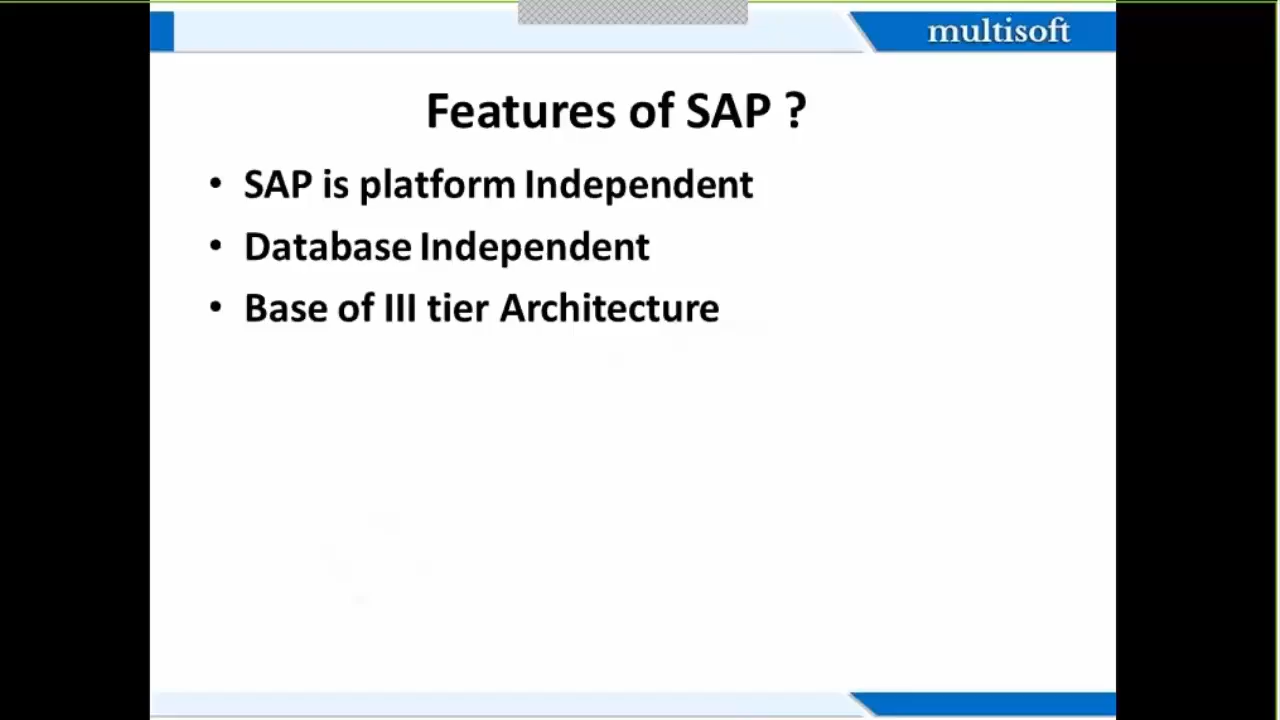 multisoft
Features of SAP ?
• SAP is platform Independent
• Database Independent
• Base of III tier Architecture